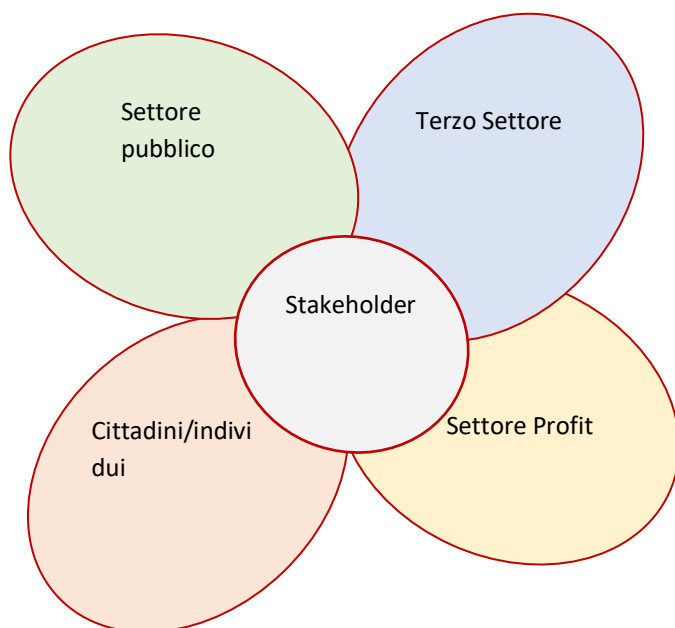 Settore
pubblico
Terzo Settore
Stakeholder
Cittadini/indivi
dui
Settore Profit